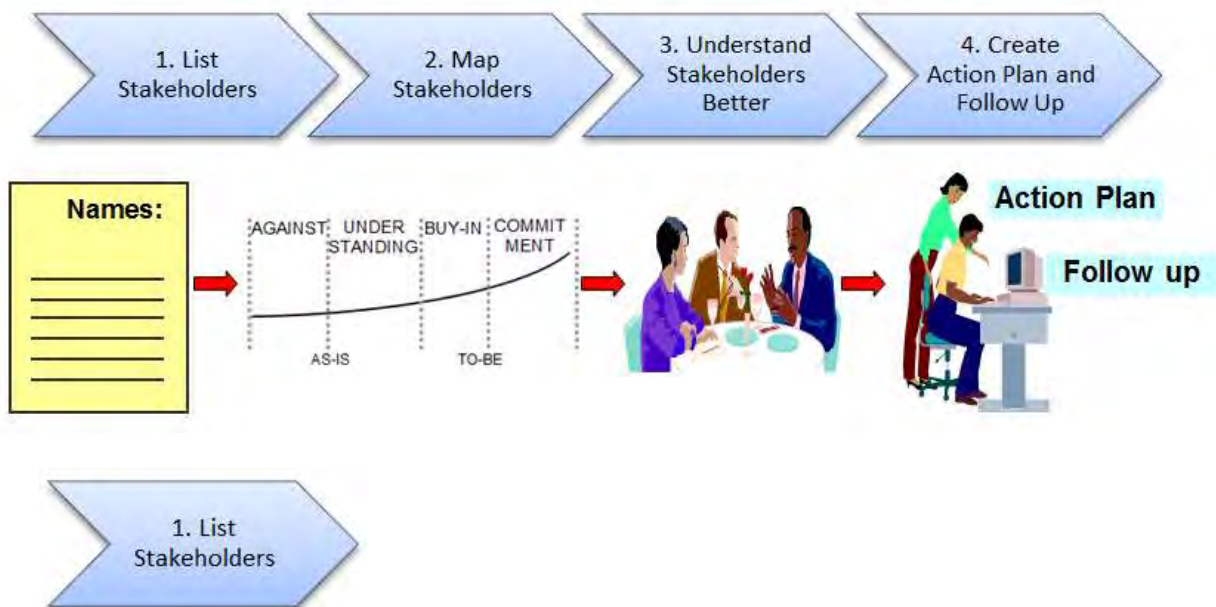 1. List
Stakeholders
2. Map
Stakeholders
3. Understand
Stakeholders
Better
4. Create
Action Plan and
Follow Up
Names:
AGAINST
UNDER
STANDING
BUY-IN
COMMIT
MENT
AS-IS
TO-BE
Action Plan
Follow up
1. List
Stakeholders